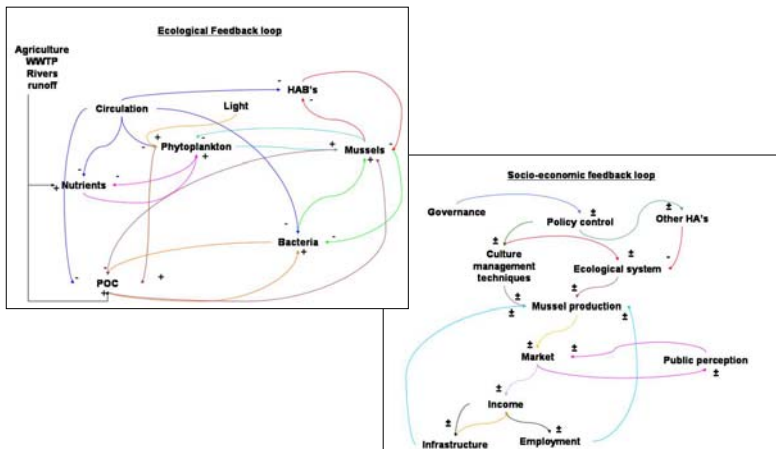 Ecological Feedback loop
Agriculture
WWTP
Rivers
runoff
- HAB's
-
Circulation
Light
- - + - + -
Phytoplankton
+
Mussels
+
- -
+ Nutrients
- -
Bacteria
+
- - +
POC
+
Socio-economic feedback loop
Governance
±
Policy control
±
Other HA's
±
Culture
management
techniques
±
Ecological system
-
±
Mussel production
± ±
±
Market
±
Public perception
±
±
Income
±
Infrastructure
±
Employment